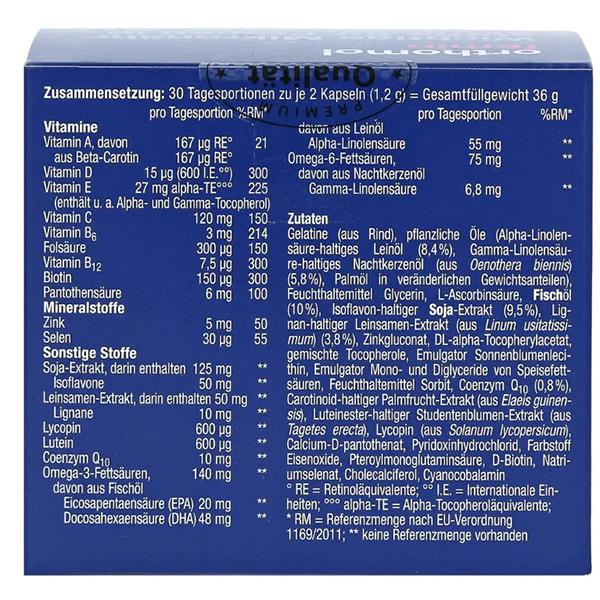 orthomol
femin
Qualität
PREMIUM
Zusammensetzung: 30 Tagesportionen zu je 2 Kapseln (1,2 g) = Gesamtfüllgewicht 36 g
pro Tagesportion %RM*
Vitamine
Vitamin A, davon 167 µg RE° 21
aus Beta-Carotin 167 µg RE°
Vitamin D 15 µg (600 I.E.°°) 300
Vitamin E 27 mg alpha-TE°°° 225
(enthält u. a. Alpha- und Gamma-Tocopherol)
Vitamin C 120 mg 150
Vitamin B6 3 mg 214
Folsäure 300 µg 150
Vitamin B12 7,5 µg 300
Biotin 150 µg 300
Pantothensäure 6 mg 100
Mineralstoffe
Zink 5 mg 50
Selen 30 µg 55
Sonstige Stoffe
Soja-Extrakt, darin enthalten 125 mg **
Isoflavone 50 mg **
Leinsamen-Extrakt, darin enthalten 50 mg **
Lignane 10 mg **
Lycopin 600 µg **
Lutein 600 µg **
Coenzym Q10 10 mg **
Omega-3-Fettsäuren, 140 mg **
davon aus Fischöl
Eicosapentaensäure (EPA) 20 mg **
Docosahexaensäure (DHA) 48 mg **
pro Tagesportion %RM*
davon aus Leinöl
Alpha-Linolensäure 55 mg **
Omega-6-Fettsäuren, 75 mg **
davon aus Nachtkerzenöl
Gamma-Linolensäure 6,8 mg **
Zutaten
Gelatine (aus Rind), pflanzliche Öle (Alpha-Linolen-
säure-haltiges Leinöl (8,4%), Gamma-Linolensäu-
re-haltiges Nachtkerzenöl (aus Oenothera biennis)
(5,8%), Palmöl in veränderlichen Gewichtsanteilen),
Feuchthaltemittel Glycerin, L-Ascorbinsäure, Fischöl
(10%), Isoflavon-haltiger Soja-Extrakt (9,5%), Lig-
nan-haltiger Leinsamen-Extrakt (aus Linum usitatissi-
mum) (3,8%), Zinkgluconat, DL-alpha-Tocopherylacetat,
gemischte Tocopherole, Emulgator Sonnenblumenleci-
thin, Emulgator Mono- und Diglyceride von Speisefett-
säuren, Feuchthaltemittel Sorbit, Coenzym Q10 (0,8%),
Carotinoid-haltiger Palmfrucht-Extrakt (aus Elaeis guinen-
sis), Luteinester-haltiger Studentenblumen-Extrakt (aus
Tagetes erecta), Lycopin (aus Solanum lycopersicum),
Calcium-D-pantothenat, Pyridoxinhydrochlorid, Farbstoff
Eisenoxide, Pteroylmonoglutaminsäure, D-Biotin, Natri-
umselenat, Cholecalciferol, Cyanocobalamin
° RE = Retinoläquivalente; °° I.E. = Internationale Ein-
heiten; °°° alpha-TE = Alpha-Tocopheroläquivalente;
* RM = Referenzmenge nach EU-Verordnung
1169/2011; ** keine Referenzmenge vorhanden